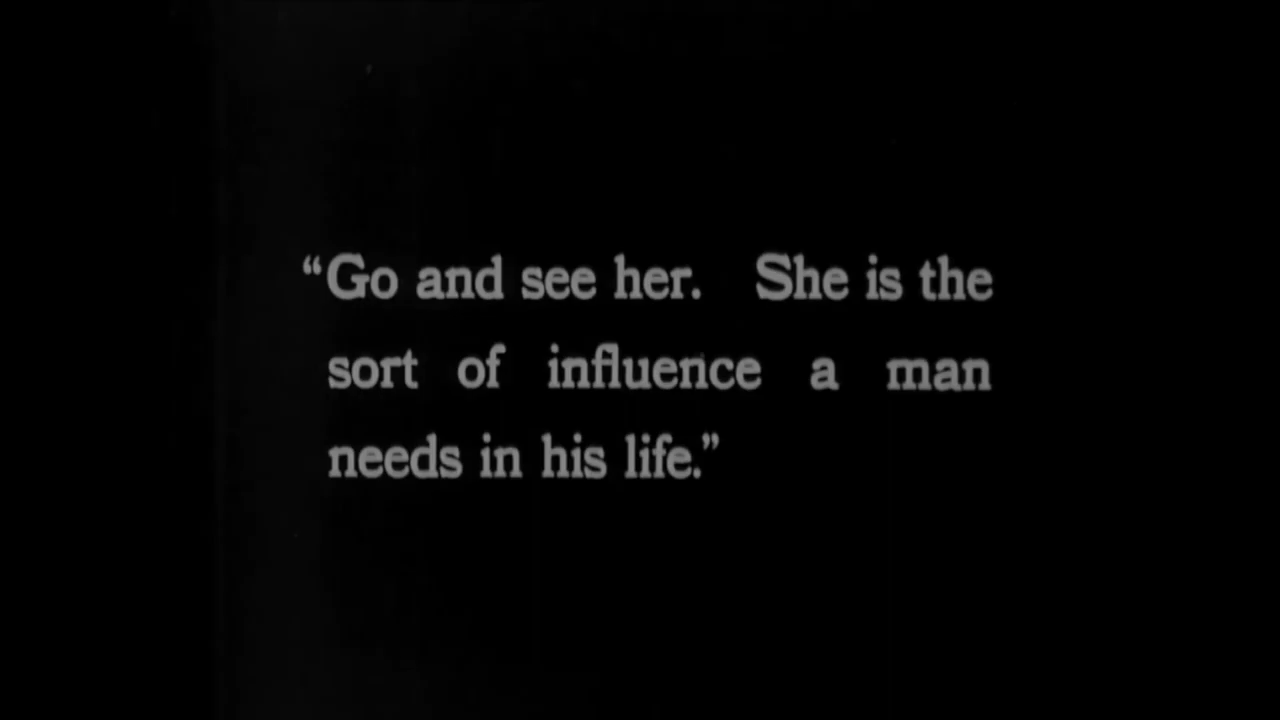 “Go and see her. She is the
sort of influence a man
needs in his life.”